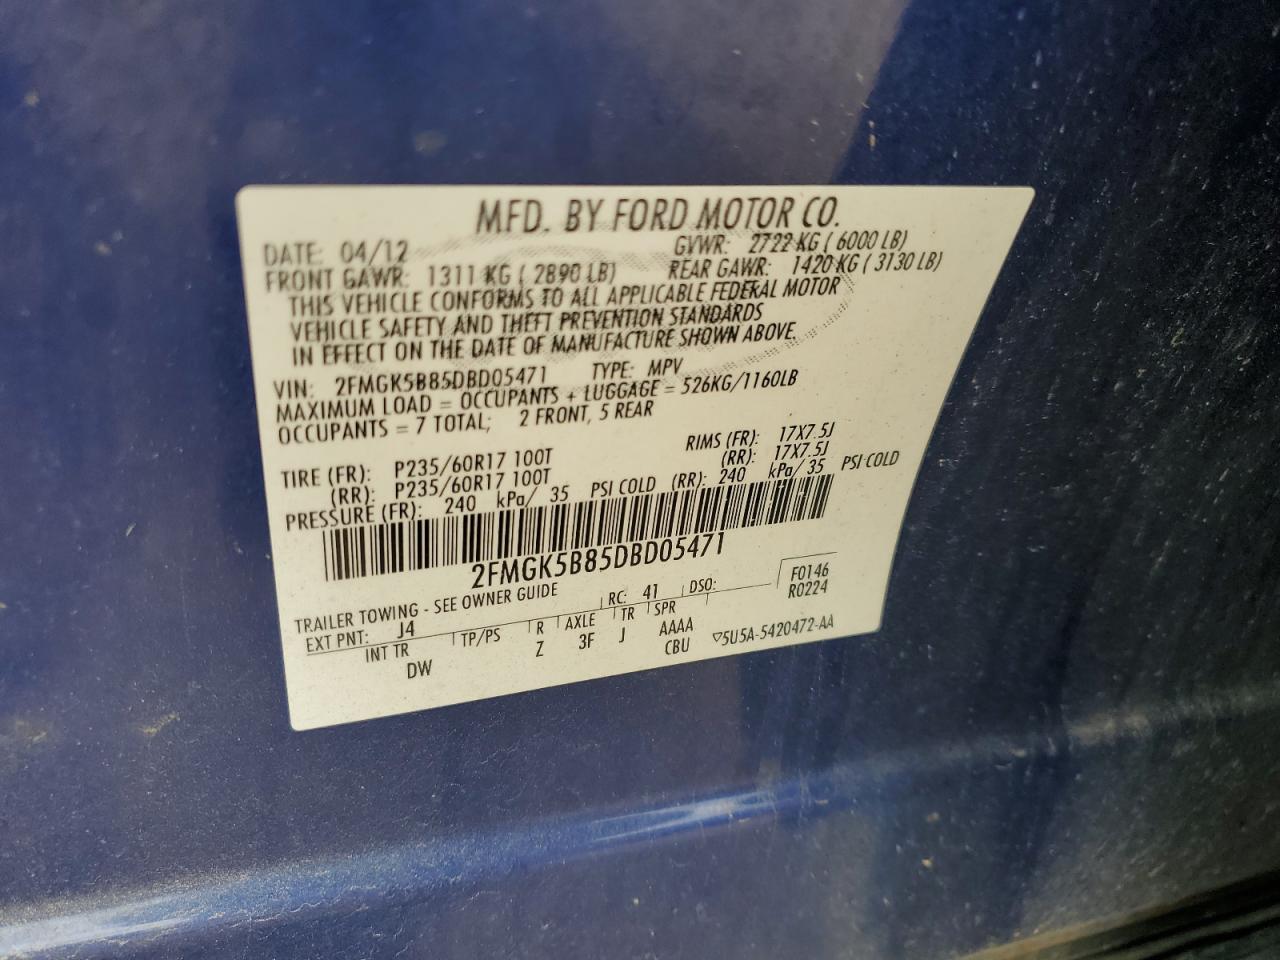 MFD. BY FORD MOTOR CO.
DATE: 04/12 GVWR: 2722 KG ( 6000 LB)
FRONT GAWR: 1311 KG ( 2890 LB) REAR GAWR: 1420 KG ( 3130 LB)
THIS VEHICLE CONFORMS TO ALL APPLICABLE FEDERAL MOTOR
VEHICLE SAFETY AND THEFT PREVENTION STANDARDS
IN EFFECT ON THE DATE OF MANUFACTURE SHOWN ABOVE.
VIN: 2FMGK5B85DBD05471 TYPE: MPV
MAXIMUM LOAD = OCCUPANTS + LUGGAGE = 526KG/1160LB
OCCUPANTS = 7 TOTAL; 2 FRONT, 5 REAR
TIRE (FR): P235/60R17 100T RIMS (FR): 17X7.5J
(RR): P235/60R17 100T (RR): 17X7.5J
PRESSURE (FR): 240 kPa/ 35 PSI COLD (RR): 240 kPa/ 35 PSI COLD
2FMGK5B85DBD05471
TRAILER TOWING - SEE OWNER GUIDE RC: 41 DSO: F0146
R0224
EXT PNT: J4
INT TR TP/PS R AXLE TR SPR
DW Z 3F J AAAA
CBU
▽5U5A-5420472-AA